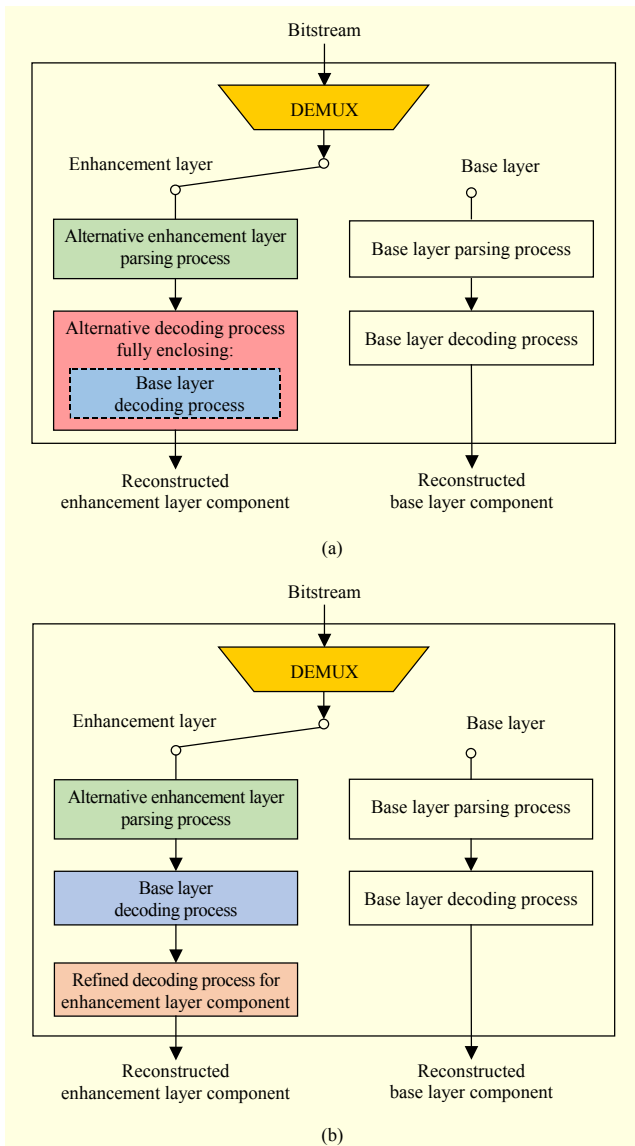 Bitstream
DEMUX
Enhancement layer
Base layer
Alternative enhancement layer
parsing process
Base layer parsing process
Alternative decoding process
fully enclosing:
Base layer
decoding process
Base layer decoding process
Reconstructed
enhancement layer component
Reconstructed
base layer component
(a)
Bitstream
DEMUX
Enhancement layer
Base layer
Alternative enhancement layer
parsing process
Base layer parsing process
Base layer
decoding process
Base layer decoding process
Refined decoding process for
enhancement layer component
Reconstructed
enhancement layer component
Reconstructed
base layer component
(b)